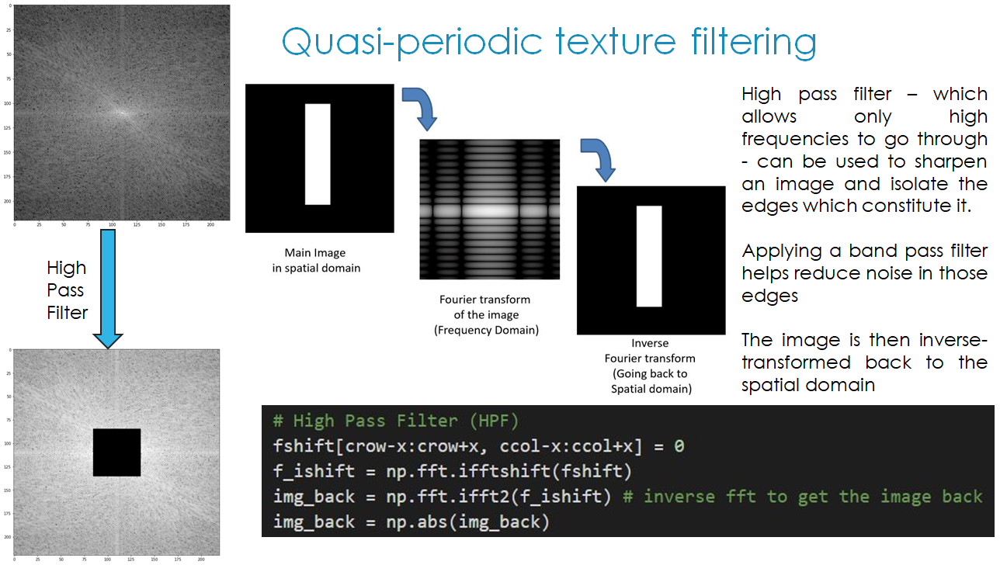 Quasi-periodic texture filtering
0
25
50
75
100
125
150
175
200
0 25 50 75 100 125 150 175 200
High
Pass
Filter
0
25
50
75
100
125
150
175
200
0 25 50 75 100 125 150 175 200
Main Image
in spatial domain
Fourier transform
of the image
(Frequency Domain)
Inverse
Fourier transform
(Going back to
Spatial domain)
High pass filter – which
allows only high
frequencies to go through
- can be used to sharpen
an image and isolate the
edges which constitute it.
Applying a band pass filter
helps reduce noise in those
edges
The image is then inverse-
transformed back to the
spatial domain
# High Pass Filter (HPF)
fshift[crow-x:crow+x, ccol-x:ccol+x] = 0
f_ishift = np.fft.ifftshift(fshift)
img_back = np.fft.ifft2(f_ishift) # inverse fft to get the image back
img_back = np.abs(img_back)